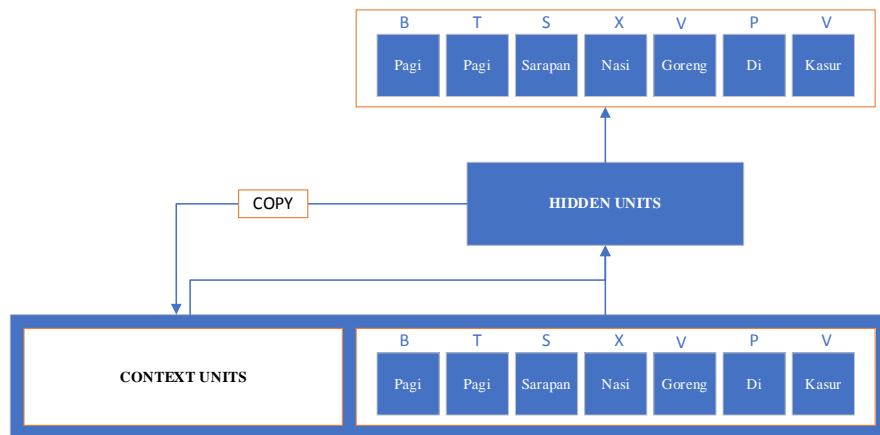 B T S X V P V
Pagi Pagi Sarapan Nasi Goreng Di Kasur
HIDDEN UNITS
COPY
CONTEXT UNITS
B T S X V P V
Pagi Pagi Sarapan Nasi Goreng Di Kasur